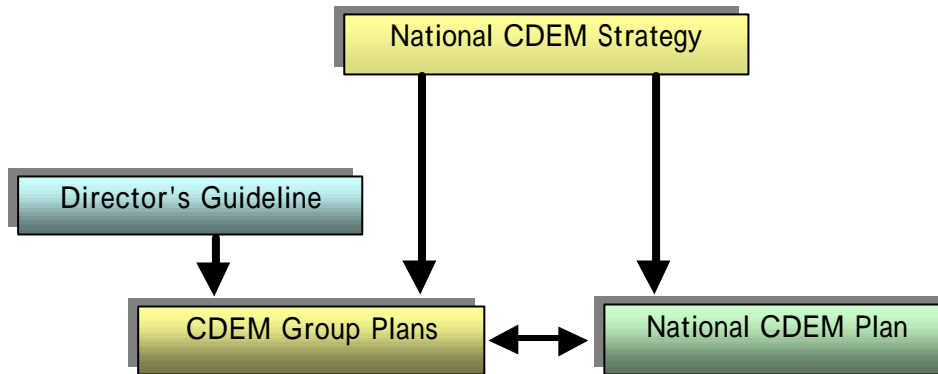 National CDEM Strategy
Director's Guideline
CDEM Group Plans
National CDEM Plan